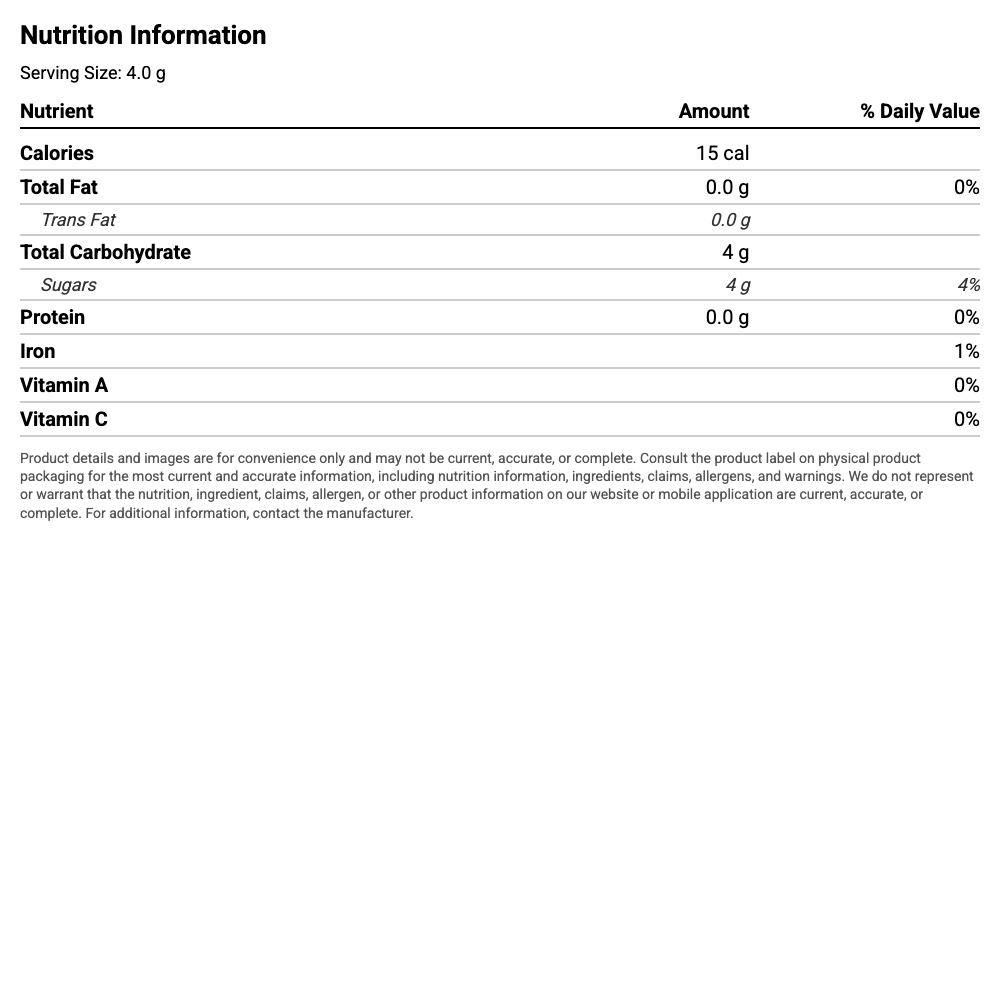 Nutrition Information
Serving Size: 4.0 g
Nutrient Amount % Daily Value
Calories 15 cal
Total Fat 0.0 g 0%
Trans Fat 0.0 g
Total Carbohydrate 4 g
Sugars 4 g 4%
Protein 0.0 g 0%
Iron 1%
Vitamin A 0%
Vitamin C 0%
Product details and images are for convenience only and may not be current, accurate, or complete. Consult the product label on physical product
packaging for the most current and accurate information, including nutrition information, ingredients, claims, allergens, and warnings. We do not represent
or warrant that the nutrition, ingredient, claims, allergen, or other product information on our website or mobile application are current, accurate, or
complete. For additional information, contact the manufacturer.